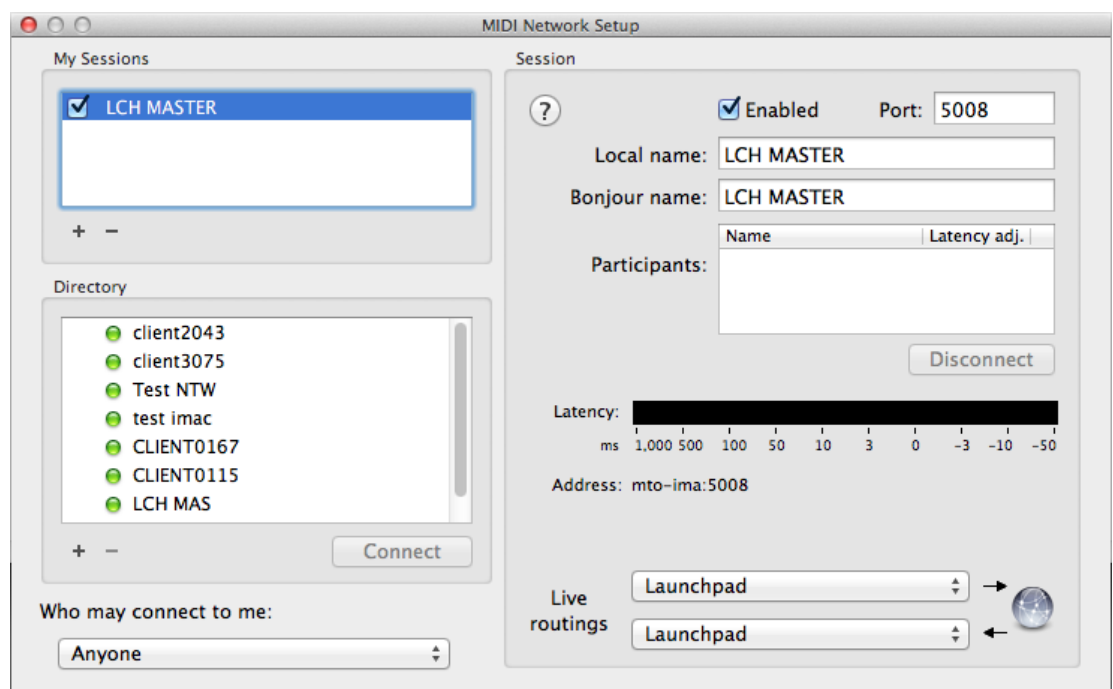 MIDI Network Setup
My Sessions
LCH MASTER
+ −
Directory
client2043
client3075
Test NTW
test imac
CLIENT0167
CLIENT0115
LCH MAS
+ − Connect
Who may connect to me:
Anyone
Session
? Enabled Port: 5008
Local name: LCH MASTER
Bonjour name: LCH MASTER
Name Latency adj.
Participants:
Disconnect
Latency:
ms 1,000 500 100 50 10 3 0 -3 -10 -50
Address: mto-ima:5008
Live routings
Launchpad
Launchpad